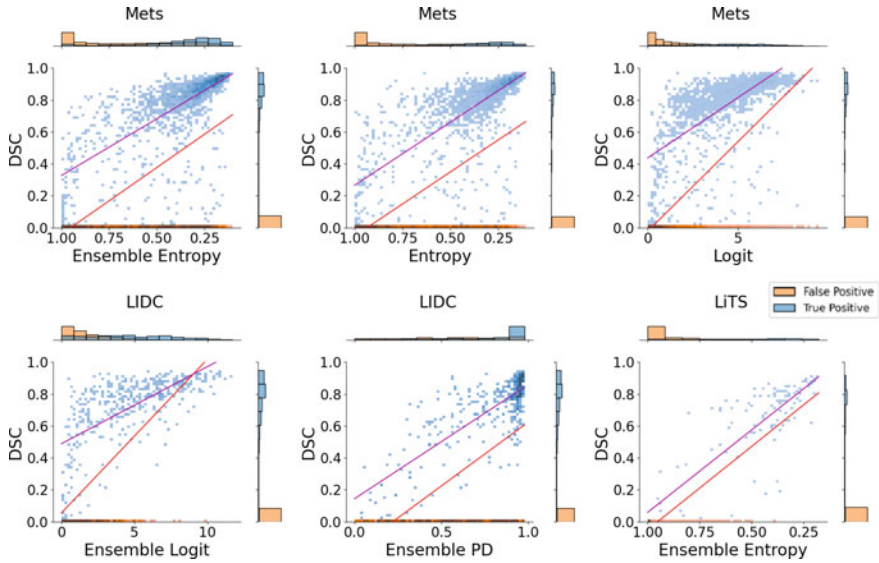 Mets
Mets
Mets
1.0
0.8
0.6
0.4
0.2
0.0
DSC
1.00 0.75 0.50 0.25
Ensemble Entropy
1.0
0.8
0.6
0.4
0.2
0.0
DSC
1.00 0.75 0.50 0.25
Entropy
1.0
0.8
0.6
0.4
0.2
0.0
DSC
0 5
Logit
LIDC
LIDC
LiTS
False Positive
True Positive
1.0
0.8
0.6
0.4
0.2
0.0
DSC
0 5 10
Ensemble Logit
1.0
0.8
0.6
0.4
0.2
0.0
DSC
0.0 0.5 1.0
Ensemble PD
1.0
0.8
0.6
0.4
0.2
0.0
DSC
1.00 0.75 0.50 0.25
Ensemble Entropy